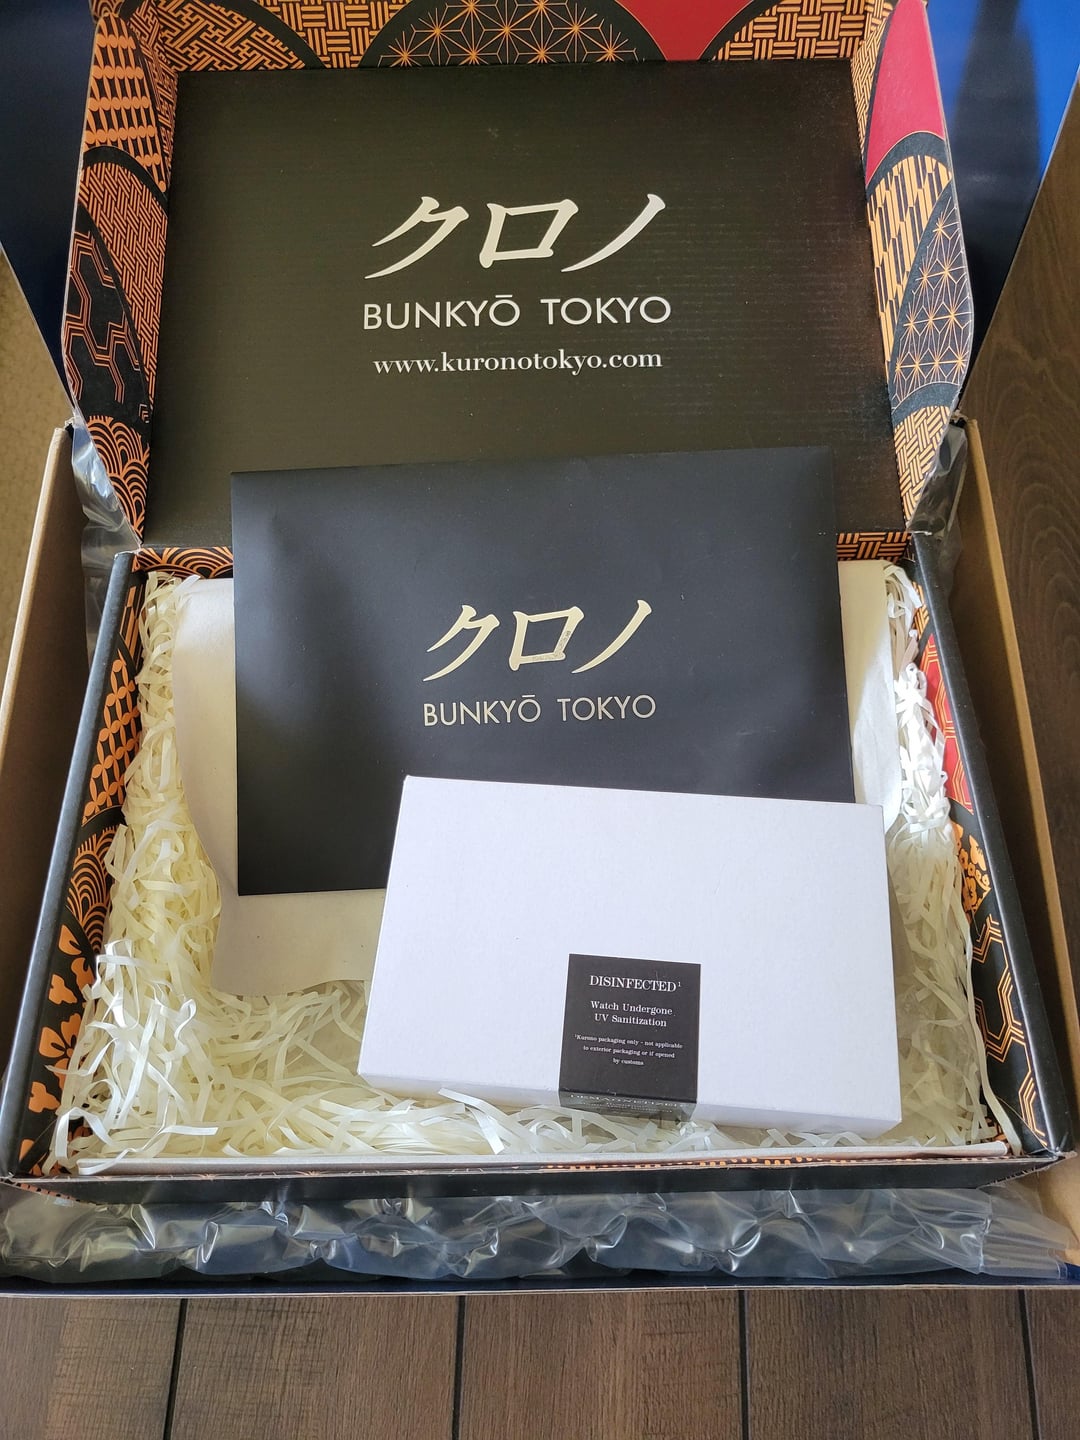 クロノ
BUNKYŌ TOKYO
www.kuronotokyo.com
クロノ
BUNKYŌ TOKYO
DISINFECTED¹
Watch Undergone
UV Sanitization
¹Kurono packaging only - not applicable
to exterior packaging or if opened
by customs